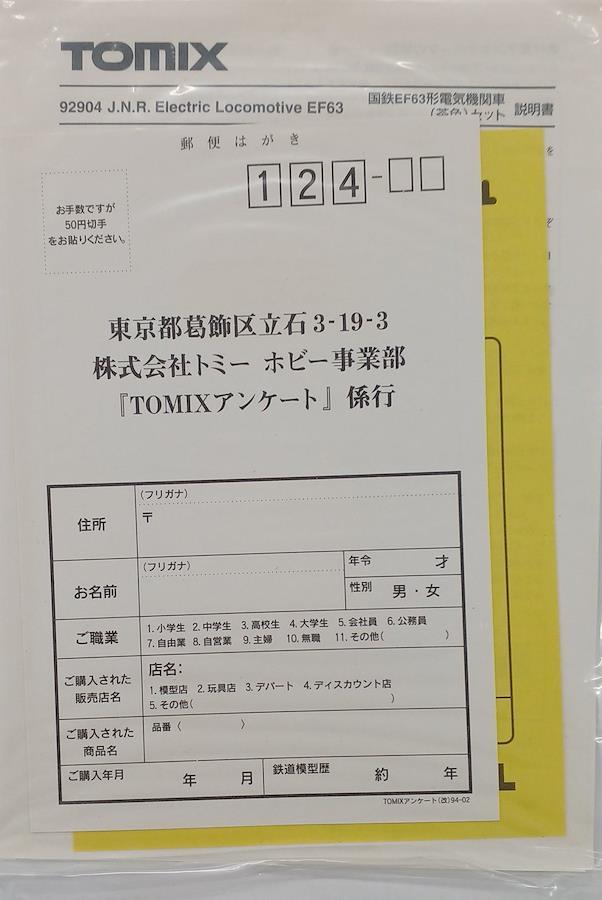 TOMIX
92904 J.N.R. Electric Locomotive EF63
国鉄EF63形電気機関車
(茶色)セット
説明書
郵便はがき
124-
お手数ですが
50円切手
をお貼りください。
東京都葛飾区立石3-19-3
株式会社トミー ホビー事業部
『TOMIXアンケート』係行
住所
(フリガナ)
〒
お名前
(フリガナ)
年令 才
性別 男・女
ご職業
1.小学生 2.中学生 3.高校生 4.大学生 5.会社員 6.公務員
7.自由業 8.自営業 9.主婦 10.無職 11.その他( )
ご購入された
販売店名
店名:
1.模型店 2.玩具店 3.デパート 4.ディスカウント店
5.その他( )
ご購入された
商品名
品番〈 〉
ご購入年月 年 月
鉄道模型歴 約 年
TOMIXアンケート(改)94-02